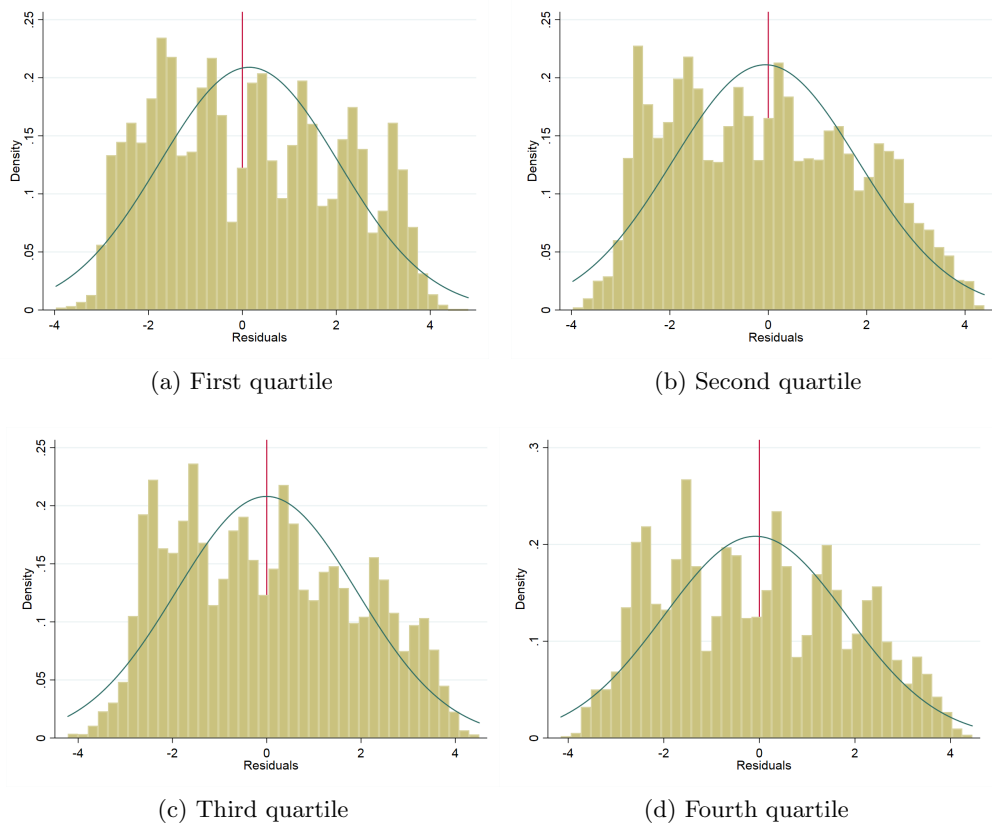 Density
0 .05 .1 .15 .2 .25
-4 -2 0 2 4
Residuals
(a) First quartile
Density
0 .05 .1 .15 .2 .25
-4 -2 0 2 4
Residuals
(b) Second quartile
Density
0 .05 .1 .15 .2 .25
-4 -2 0 2 4
Residuals
(c) Third quartile
Density
0 .1 .2 .3
-4 -2 0 2 4
Residuals
(d) Fourth quartile